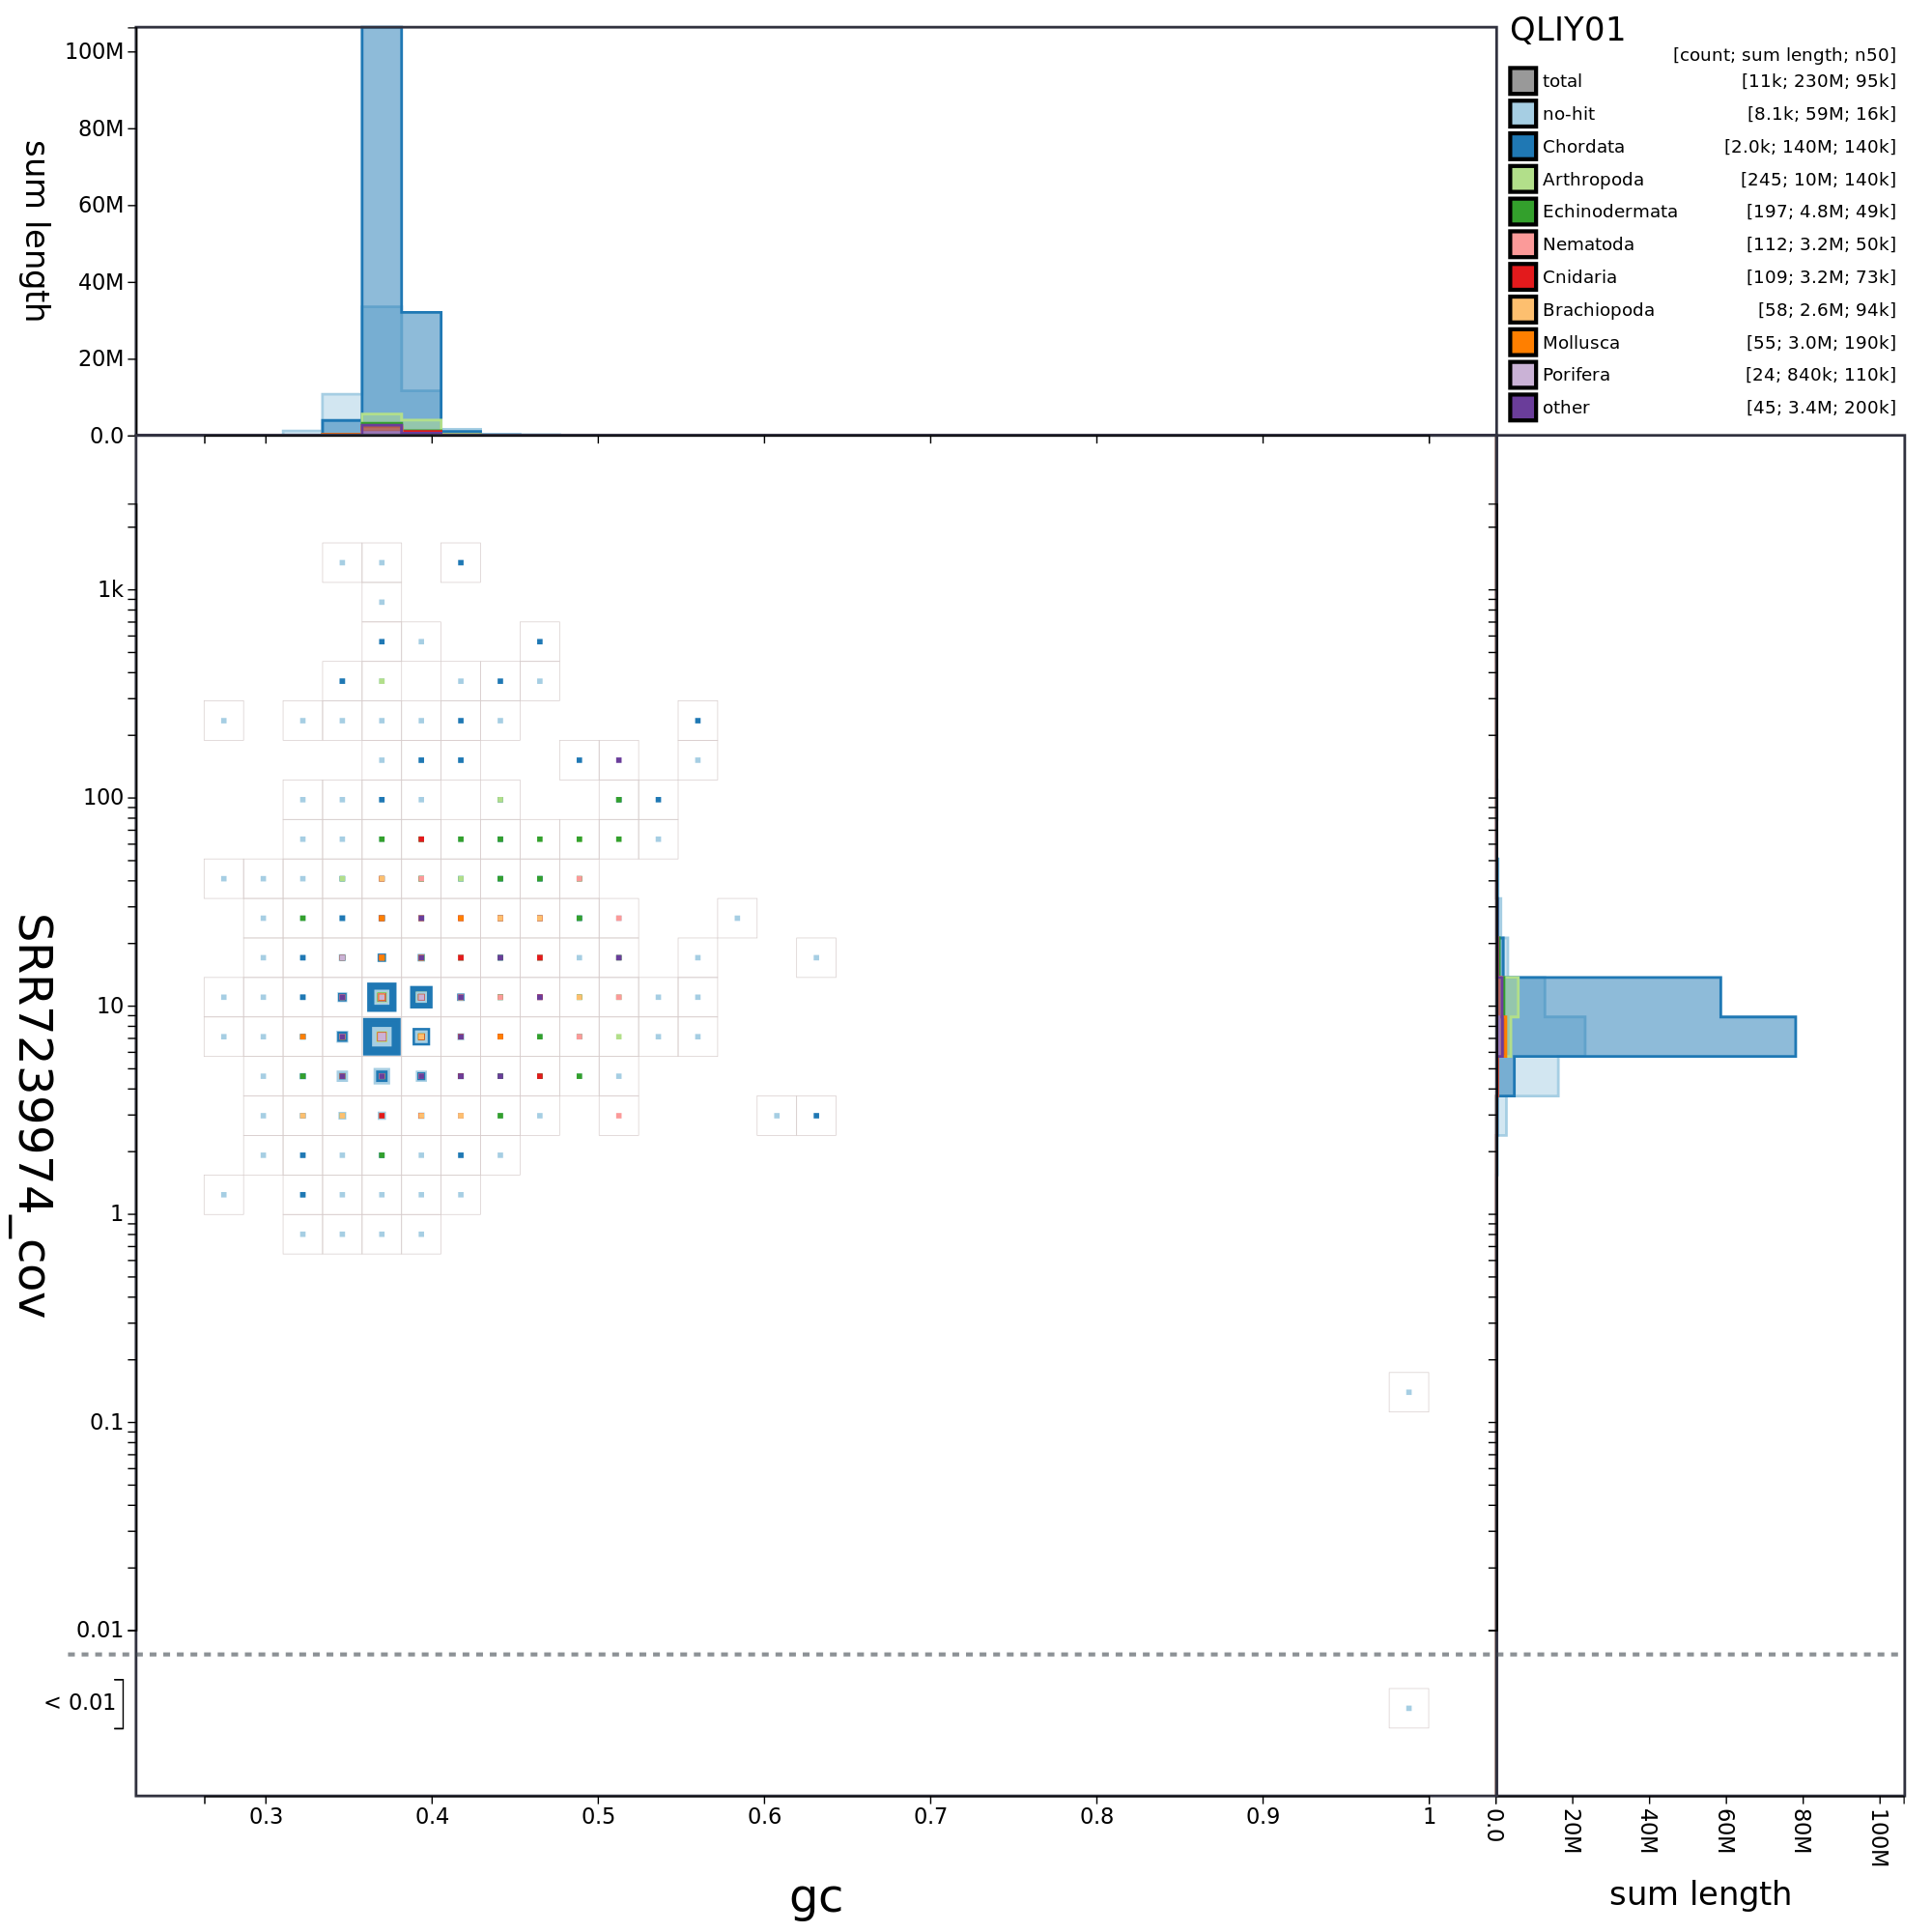 QLIY01
[count; sum length; n50]
total [11k; 230M; 95k]
no-hit [8.1k; 59M; 16k]
Chordata [2.0k; 140M; 140k]
Arthropoda [245; 10M; 140k]
Echinodermata [197; 4.8M; 49k]
Nematoda [112; 3.2M; 50k]
Cnidaria [109; 3.2M; 73k]
Brachiopoda [58; 2.6M; 94k]
Mollusca [55; 3.0M; 190k]
Porifera [24; 840k; 110k]
other [45; 3.4M; 200k]
sum length
100M
80M
60M
40M
20M
0.0
SRR7239974_cov
1k
100
10
1
0.1
0.01
< 0.01
0.3 0.4 0.5 0.6 0.7 0.8 0.9 1
gc
0.0 20M 40M 60M 80M 100M
sum length